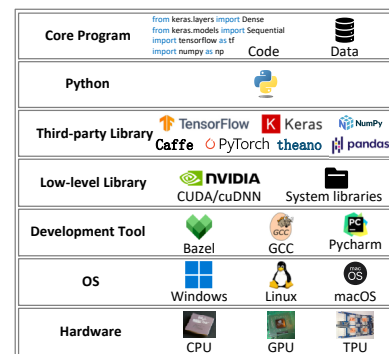 Core Program
from keras.layers import Dense
from keras.models import Sequential
import tensorflow as tf
import numpy as np
Code
Data
Python
Third-party Library
TensorFlow
K Keras
NumPy
Caffe
PyTorch
theano
pandas
Low-level Library
NVIDIA
CUDA/cuDNN
System libraries
Development Tool
Bazel
GCC
GCC
PC
Pycharm
OS
Windows
Linux
mac
OS
macOS
Hardware
CPU
GPU
TPU